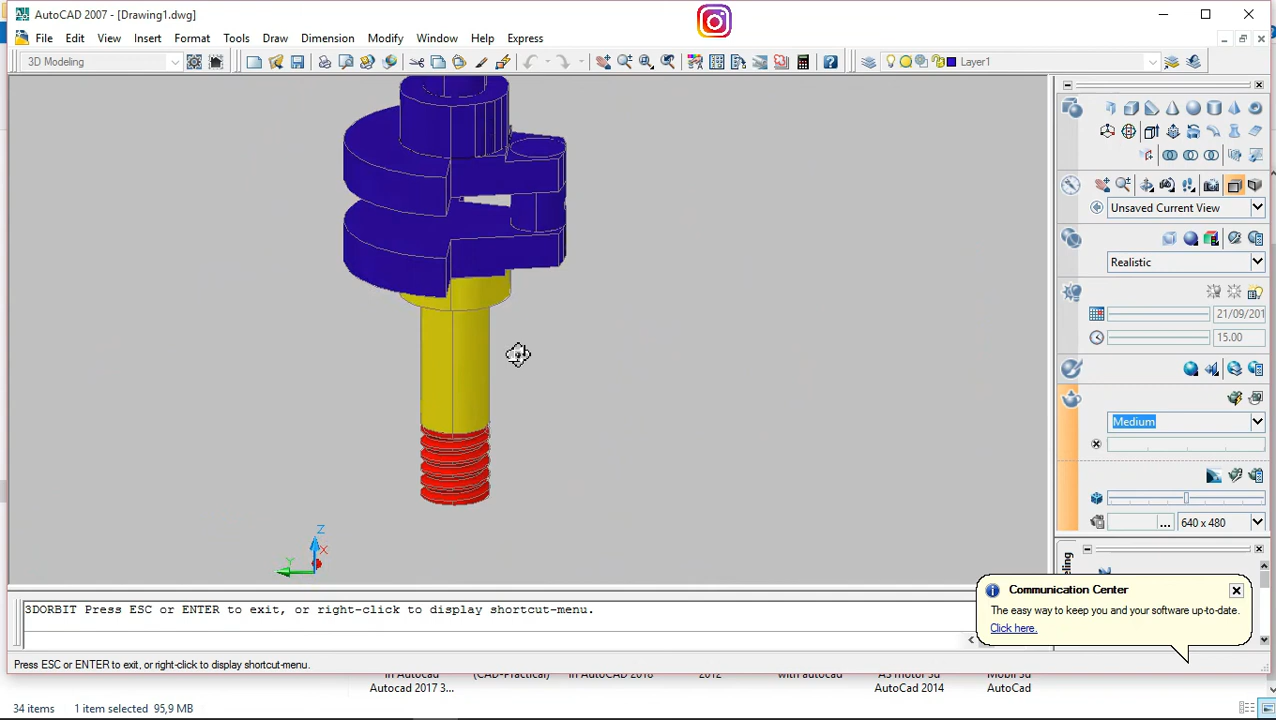 AutoCAD 2007 - [Drawing1.dwg]
File Edit View Insert Format Tools Draw Dimension Modify Window Help Express
3D Modeling
Layer1
Unsaved Current View
Realistic
21/09/201
15.00
Medium
640 x 480
Z
X
Y
eling
Communication Center
The easy way to keep you and your software up-to-date.
Click here.
3DORBIT Press ESC or ENTER to exit, or right-click to display shortcut-menu.
Press ESC or ENTER to exit, or right-click to display shortcut-menu.
in Autocad (CAD-Practical) in AutoCAD 2016 2012 with autocad AS motor 3d Mobil 3d
Autocad 2017 3... AutoCad 2014 AutoCad
34 items 1 item selected 95,9 MB